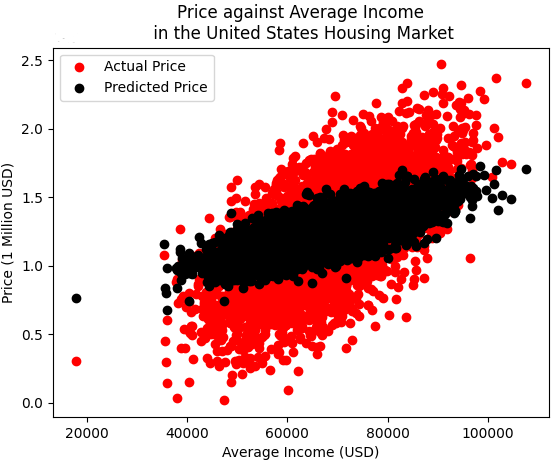 Price against Average Income
in the United States Housing Market
Actual Price
Predicted Price
Price (1 Million USD)
2.5
2.0
1.5
1.0
0.5
0.0
20000 40000 60000 80000 100000
Average Income (USD)